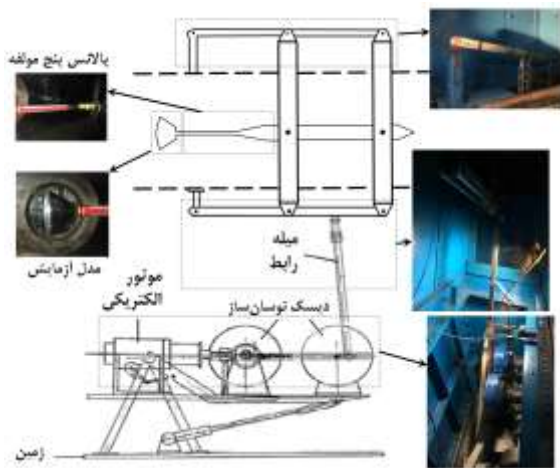 بالانس پنج مولفه
مدل آزمایش
میله
رابط
موتور
الکتریکی
دیسک نوسان‌ساز
زمین